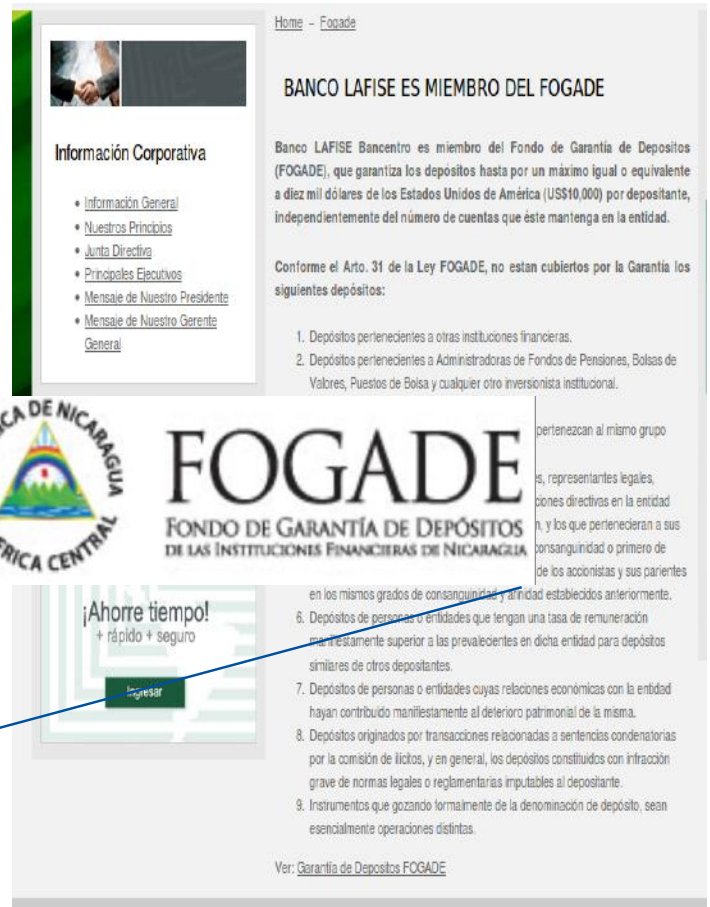 Home – Fogade
BANCO LAFISE ES MIEMBRO DEL FOGADE
Banco LAFISE Bancentro es miembro del Fondo de Garantía de Depositos
(FOGADE), que garantiza los depósitos hasta por un máximo igual o equivalente
a diez mil dólares de los Estados Unidos de América (US$10,000) por depositante,
independientemente del número de cuentas que éste mantenga en la entidad.
Conforme el Arto. 31 de la Ley FOGADE, no estan cubiertos por la Garantía los
siguientes depósitos:
1. Depósitos pertenecientes a otras instituciones financieras.
2. Depósitos pertenecientes a Administradoras de Fondos de Pensiones, Bolsas de
Valores, Puestos de Bolsa y cualquier otro inversionista institucional.
pertenezcan al mismo grupo
s, representantes legales,
ciones directivas en la entidad
n, y los que pertenecieran a sus
consanguinidad o primero de
de los accionistas y sus parientes
en los mismos grados de consanguinidad y afinidad establecidos anteriormente.
6. Depósitos de personas o entidades que tengan una tasa de remuneración
manifiestamente superior a las prevalecientes en dicha entidad para depósitos
similares de otros depositantes.
7. Depósitos de personas o entidades cuyas relaciones económicas con la entidad
hayan contribuido manifiestamente al deterioro patrimonial de la misma.
8. Depósitos originados por transacciones relacionadas a sentencias condenatorias
por la comisión de ilícitos, y en general, los depósitos constituidos con infracción
grave de normas legales o reglamentarias imputables al depositante.
9. Instrumentos que gozando formalmente de la denominación de depósito, sean
esencialmente operaciones distintas.
Ver: Garantía de Depositos FOGADE
Información Corporativa
• Información General
• Nuestros Principios
• Junta Directiva
• Principales Ejecutivos
• Mensaje de Nuestro Presidente
• Mensaje de Nuestro Gerente
General
CA DE NICARAGUA
RICA CENTRAL
FOGADE
FONDO DE GARANTÍA DE DEPÓSITOS
DE LAS INSTITUCIONES FINANCIERAS DE NICARAGUA
¡Ahorre tiempo!
+ rápido + seguro
Ingresar